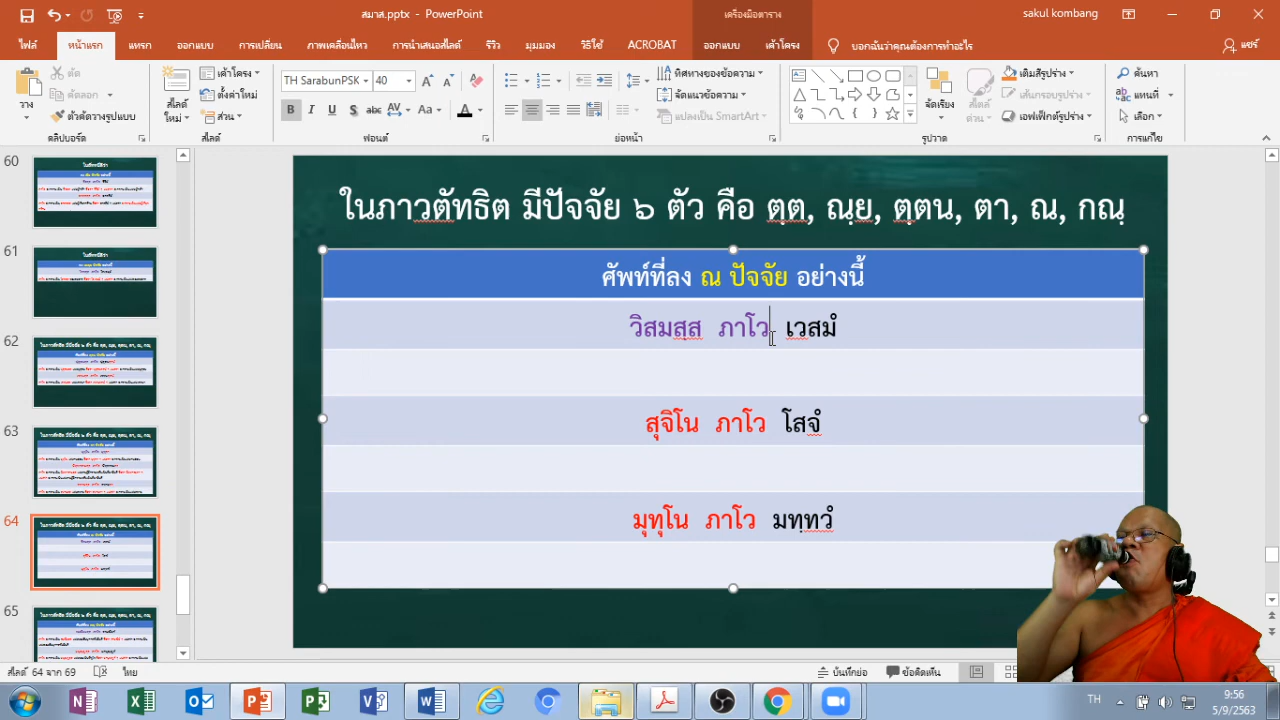 สมาส.pptx - PowerPoint
เครื่องมือตาราง
sakul kombang
ไฟล์ หน้าแรก แทรก ออกแบบ การเปลี่ยน ภาพเคลื่อนไหว การนำเสนอสไลด์ รีวิว มุมมอง วิธีใช้ ACROBAT ออกแบบ เค้าโครง บอกฉันว่าคุณต้องการทำอะไร แชร์
วาง
ตัด
คัดลอก
ตัวคัดวางรูปแบบ
คลิปบอร์ด
สไลด์ใหม่
เค้าโครง
ตั้งค่าใหม่
ส่วน
สไลด์
TH SarabunPSK 40
ฟอนต์
ทิศทางของข้อความ
จัดแนวข้อความ
แปลงเป็น SmartArt
ย่อหน้า
จัดเรียง
สไตล์ด่วน
เติมสีรูปร่าง
เส้นกรอบรูปร่าง
เอฟเฟ็กต์รูปร่าง
รูปวาด
ค้นหา
แทนที่
เลือก
การแก้ไข
60
61
62
63
64
65
ในภาวตัทธิต มีปัจจัย ๖ ตัว คือ ตฺต, ณฺย, ตฺตน, ตา, ณ, กณฺ
ศัพท์ที่ลง ณ ปัจจัย อย่างนี้
วิสมสฺส ภาโว เวสมํ
สุจิโน ภาโว โสจํ
มุทุโน ภาโว มทฺทวํ
สไลด์ 64 จาก 69 ไทย บันทึกย่อ ข้อคิดเห็น
TH 9:56
5/9/2563